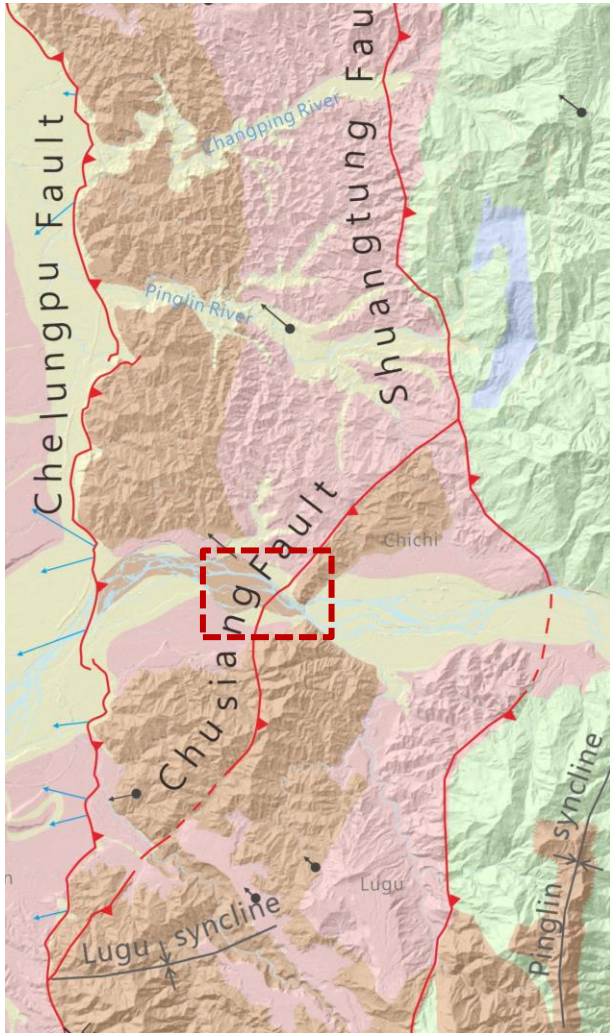 Chelungpu Fault
Changping River
Shuangtung Fau
Pinglin River
Chusiang Fault
Chichi
Lugu
Lugu syncline
Pinglin syncline
n